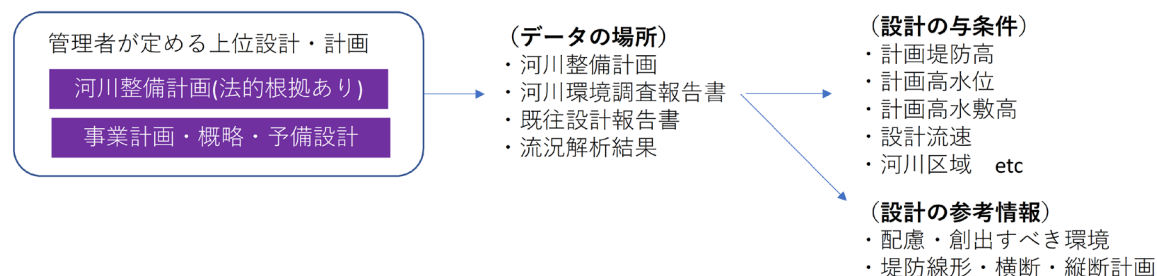 管理者が定める上位設計・計画
河川整備計画(法的根拠あり)
事業計画・概略・予備設計
（データの場所）
・河川整備計画
・河川環境調査報告書
・既往設計報告書
・流況解析結果
（設計の与条件）
・計画堤防高
・計画高水位
・計画高水敷高
・設計流速
・河川区域　etc
（設計の参考情報）
・配慮・創出すべき環境
・堤防線形・横断・縦断計画